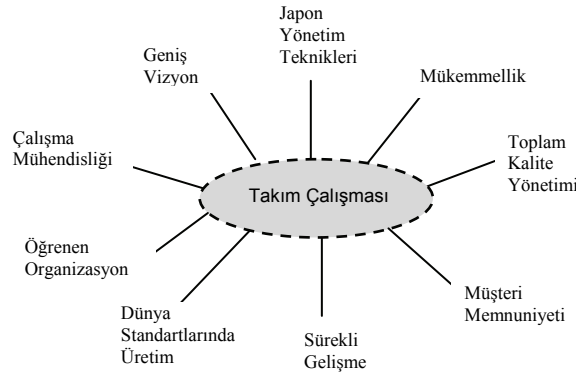 Japon
Yönetim
Teknikleri
Geniş
Vizyon
Mükemmellik
Çalışma
Mühendisliği
Toplam
Kalite
Yönetimi
Takım Çalışması
Öğrenen
Organizasyon
Dünya
Standartlarında
Üretim
Sürekli
Gelişme
Müşteri
Memnuniyeti